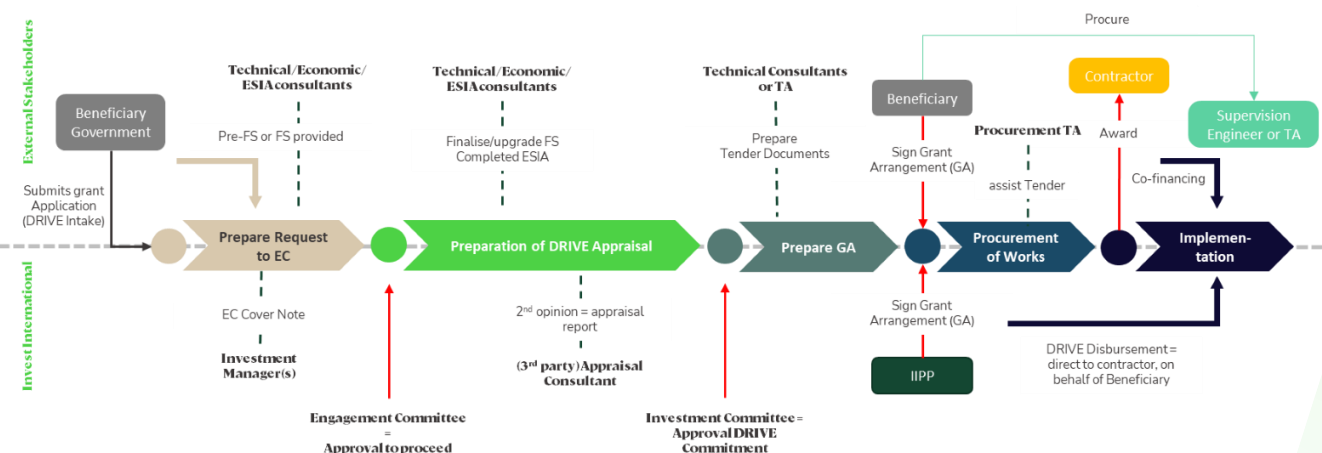 Procure
External Stakeholders
Beneficiary
Government
Technical/Economic/
ESIA consultants
Technical/Economic/
ESIA consultants
Technical Consultants
or TA
Beneficiary
Contractor
Supervision
Engineer or TA
Pre-FS or FS provided
Finalise/upgrade FS
Completed ESIA
Prepare
Tender Documents
Sign Grant
Arrangement (GA)
Procurement TA
assist Tender
Award
Co-financing
Submits grant
Application
(DRIVE Intake)
Prepare Request
to EC
Preparation of DRIVE Appraisal
Prepare GA
Procurement
of Works
Implemen-
tation
Invest International
EC Cover Note
Investment
Manager(s)
2nd opinion = appraisal
report
(3rd party) Appraisal
Consultant
Sign Grant
Arrangement (GA)
IIPP
DRIVE Disbursement =
direct to contractor, on
behalf of Beneficiary
Engagement Committee
=
Approval to proceed
Investment Committee =
Approval DRIVE
Commitment